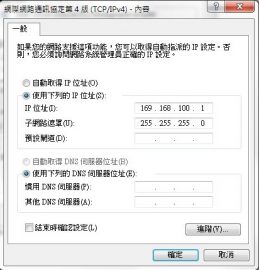 網際網路通訊協定第 4 版 (TCP/IPv4) - 內容
一般
如果您的網路支援這項功能，您可以取得自動指派的 IP 設定。否
則，您必須詢問網路系統管理員正確的 IP 設定。
自動取得 IP 位址(O)
使用下列的 IP 位址(S):
IP 位址(I): 169 . 168 . 100 . 1
子網路遮罩(U): 255 . 255 . 255 . 0
預設閘道(D): . . .
自動取得 DNS 伺服器位址(B)
使用下列的 DNS 伺服器位址(E):
慣用 DNS 伺服器(P): . . .
其他 DNS 伺服器(A): . . .
結束時確認設定(L)
進階(V)...
確定 取消